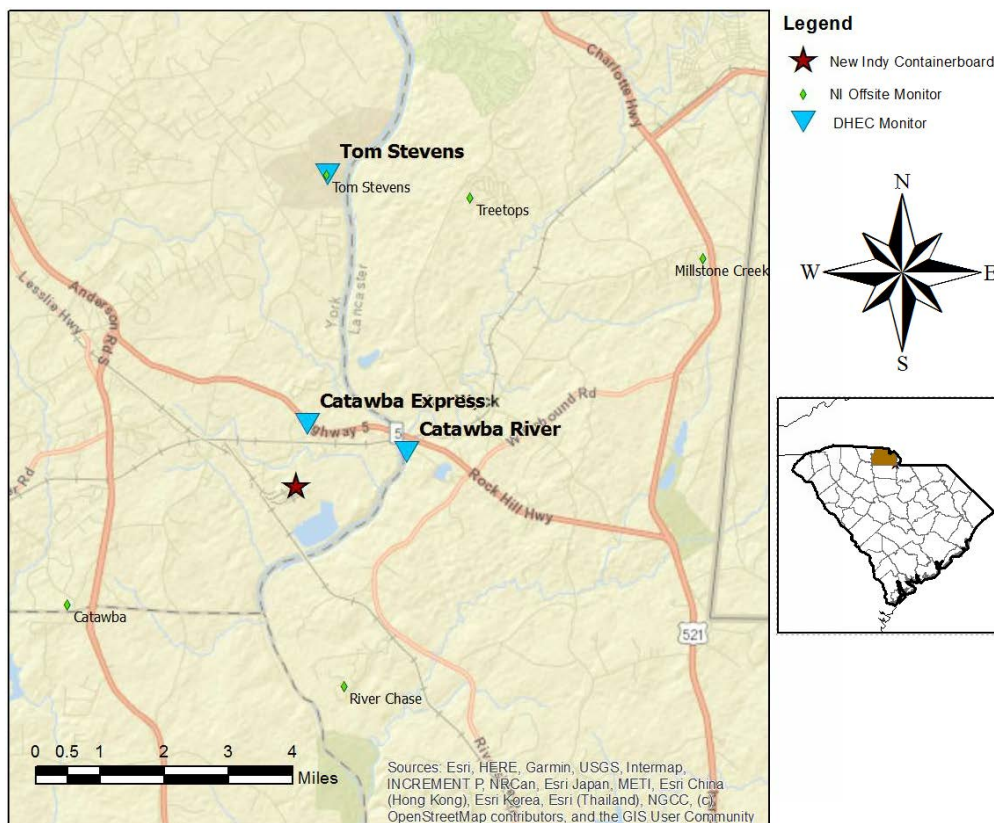 Legend
New Indy Containerboard
NI Offsite Monitor
DHEC Monitor
N
W
E
S
Charlotte Hwy
Tom Stevens
Tom Stevens
Treetops
Millstone Creek
Lesslie Hwy
Anderson Rd S
York
Lancaster
Catawba Express
Highway 5
5
Catawba River
Rd
Rock Hill Hwy
521
Catawba
River Chase
0 0.5 1 2 3 4
Miles
Sources: Esri, HERE, Garmin, USGS, Intermap,
INCREMENT P, NRCan, Esri Japan, METI, Esri China
(Hong Kong), Esri Korea, Esri (Thailand), NGCC, (c)
OpenStreetMap contributors, and the GIS User Community